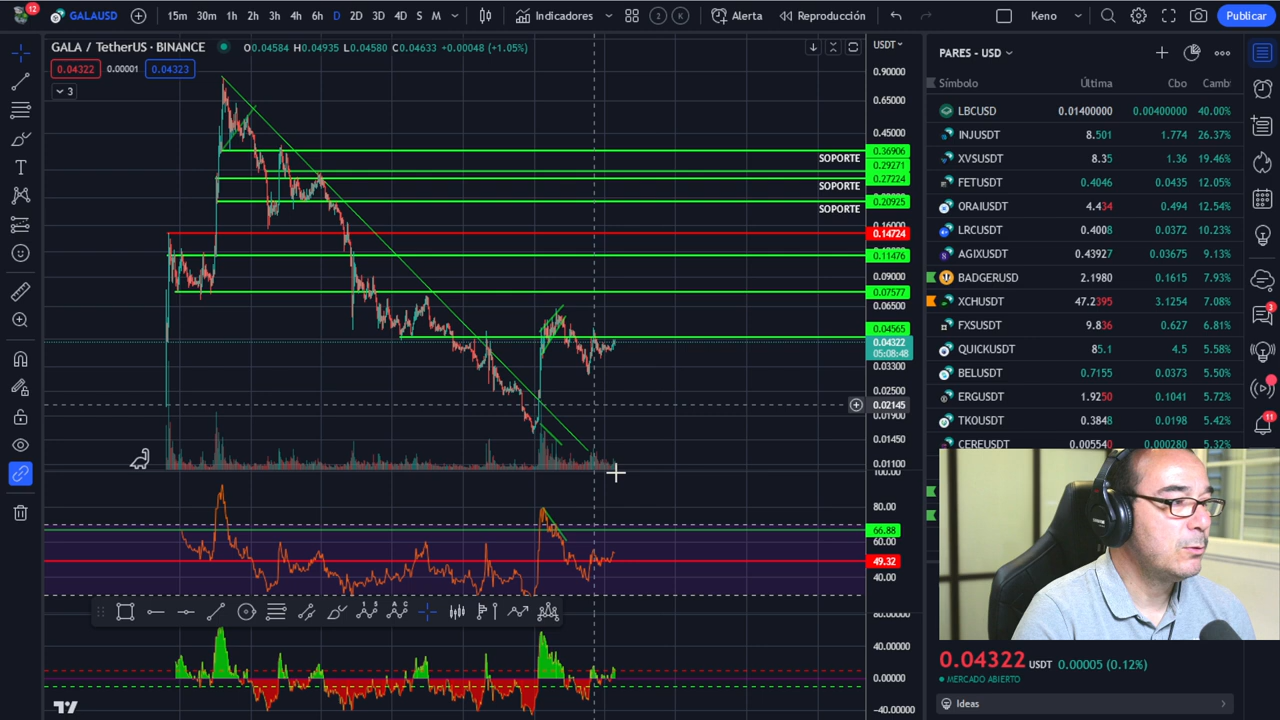 12
GALAUSD
15m 30m 1h 2h 3h 4h 6h D 2D 3D 4D S M
Indicadores
2 K
Alerta
Reproducción
Keno
Publicar
GALA / TetherUS · BINANCE
O0.04584 H0.04935 L0.04580 C0.04633 +0.00048 (+1.05%)
0.04322 0.00001 0.04323
3
USDT
0.90000
0.65000
0.45000
0.36906
SOPORTE
0.29271
0.27224
SOPORTE
0.20925
SOPORTE
0.16000
0.14724
0.11476
0.09000
0.07577
0.06500
0.04565
0.04322
05:08:48
0.03300
0.02500
0.02145
0.01900
0.01450
0.01100
100.00
80.00
66.88
60.00
49.32
40.00
80.00000
40.00000
0.00000
-40.00000
PARES - USD
Símbolo Última Cbo Camb
LBCUSD 0.01400000 0.00400000 40.00%
INJUSDT 8.501 1.774 26.37%
XVSUSDT 8.35 1.36 19.46%
FETUSDT 0.4046 0.0435 12.05%
ORAIUSDT 4.434 0.494 12.54%
LRCUSDT 0.4008 0.0372 10.23%
AGIXUSDT 0.43927 0.03675 9.13%
BADGERUSD 2.1980 0.1615 7.93%
XCHUSDT 47.2395 3.1254 7.08%
FXSUSDT 9.836 0.627 6.81%
QUICKUSDT 85.1 4.5 5.58%
BELUSDT 0.7155 0.0373 5.50%
ERGUSDT 1.9250 0.1041 5.72%
TKOUSDT 0.3848 0.0198 5.42%
CEREUSDT 0.005540 0.000280 5.32%
3
11
0.04322 USDT 0.00005 (0.12%)
MERCADO ABIERTO
Ideas